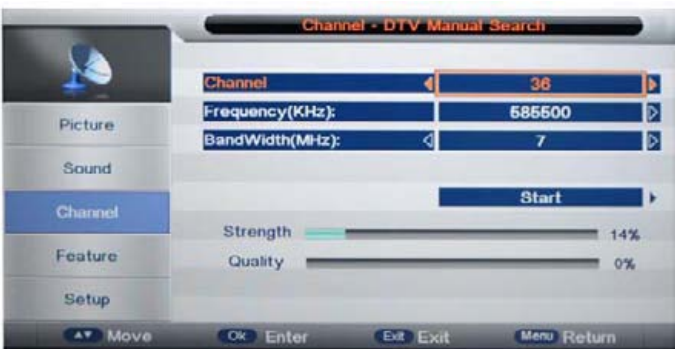 Channel - DTV Manual Search
Channel 36
Frequency(KHz): 585500
BandWidth(MHz): 7
Start
Strength 14%
Quality 0%
Picture
Sound
Channel
Feature
Setup
Move
Ok Enter
Exit Exit
Menu Return